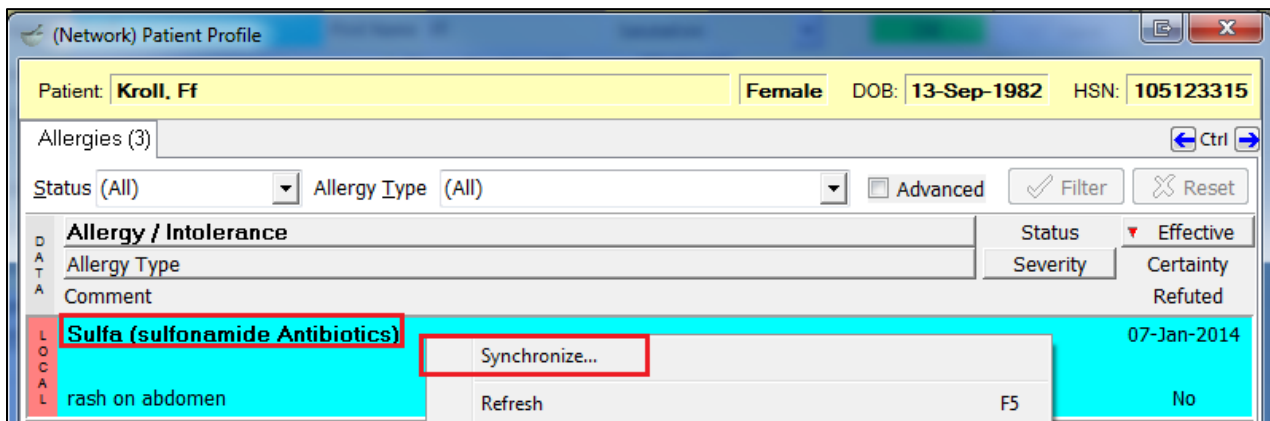 (Network) Patient Profile
Patient: Kroll, Ff Female DOB: 13-Sep-1982 HSN: 105123315
Allergies (3) Ctrl
Status (All) Allergy Type (All) Advanced Filter Reset
DATA
Allergy / Intolerance Status Effective
Allergy Type Severity Certainty
Comment Refuted
LOCAL
Sulfa (sulfonamide Antibiotics) 07-Jan-2014
Synchronize...
rash on abdomen Refresh F5 No